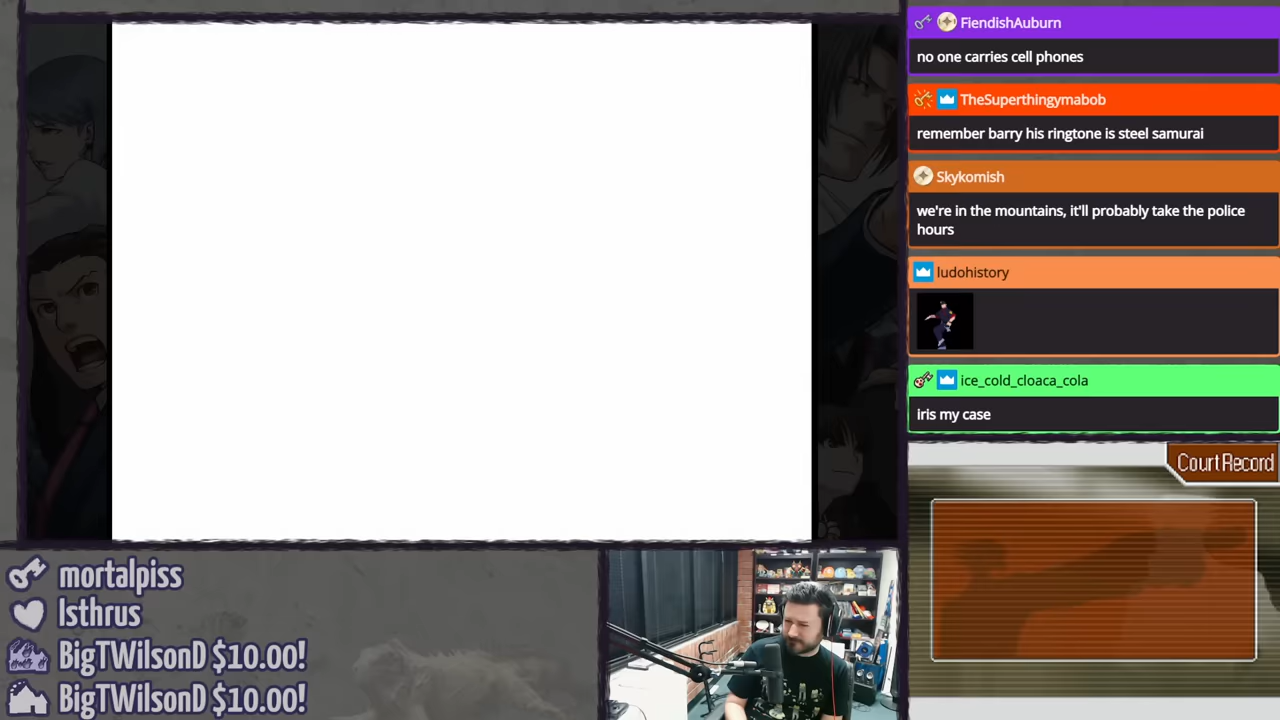 FiendishAuburn
no one carries cell phones
TheSuperthingymabob
remember barry his ringtone is steel samurai
Skykomish
we're in the mountains, it'll probably take the police
hours
ludohistory
ice_cold_cloaca_cola
iris my case
Court Record
mortalpiss
lsthrus
BigTWilsonD $10.00!
BigTWilsonD $10.00!